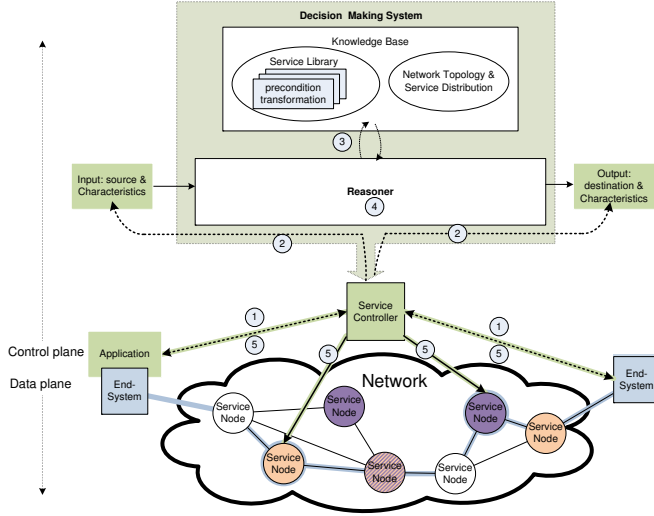 Decision Making System
Knowledge Base
Service Library
precondition
transformation
Network Topology &
Service Distribution
3
Input: source &
Characteristics
Reasoner
4
Output:
destination &
Characteristics
2
2
Service
Controller
1
1
5
5
5
5
Application
Control plane
Data plane
End-
System
End-
System
Network
Service
Node
Service
Node
Service
Node
Service
Node
Service
Node
Service
Node
Service
Node